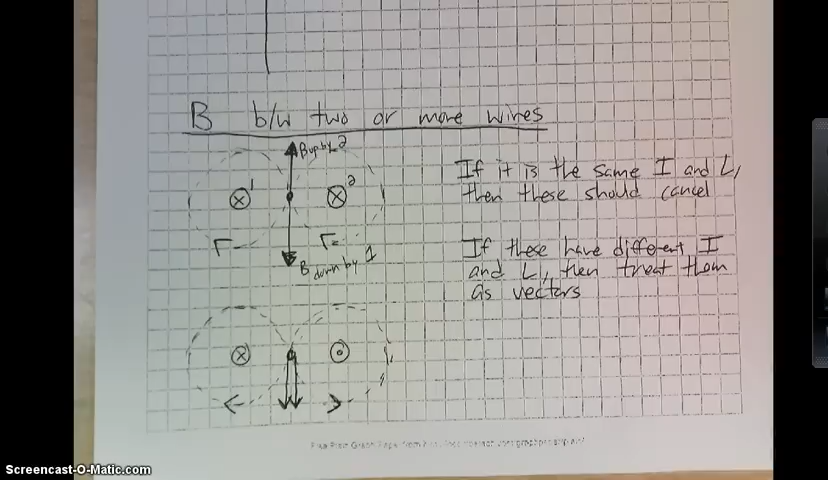 B b/w two or more wires
B up by 2
If it is the same I and L,
then these should cancel
1
2
B down by 1
If these have different I
and L, then treat them
as vectors
Screencast-O-Matic.com